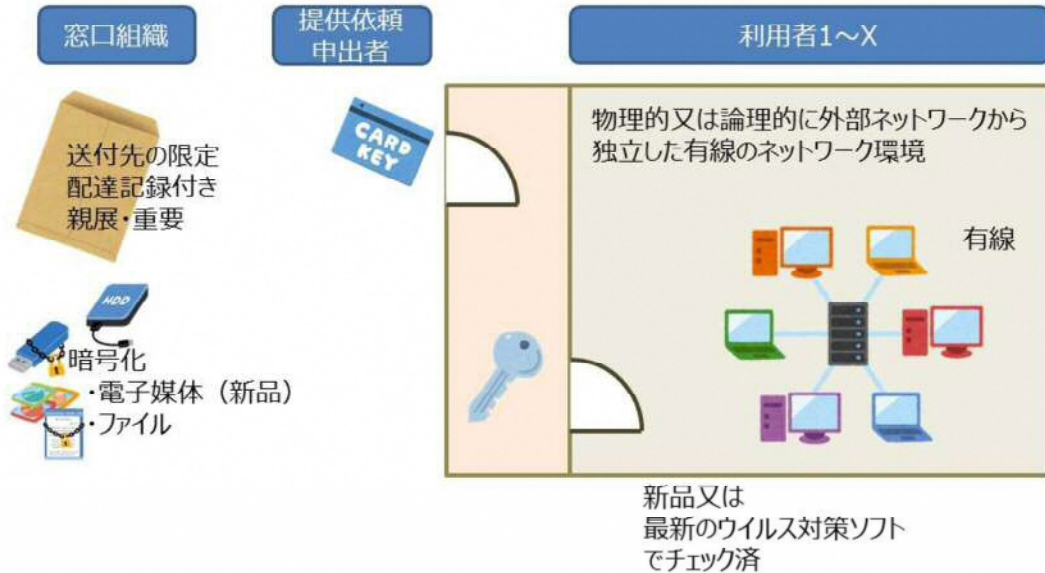 窓口組織
提供依頼
申出者
利用者1～X
送付先の限定
配達記録付き
親展・重要
CARD
KEY
物理的又は論理的に外部ネットワークから
独立した有線のネットワーク環境
有線
HDD
暗号化
・電子媒体（新品）
・ファイル
新品又は
最新のウイルス対策ソフト
でチェック済